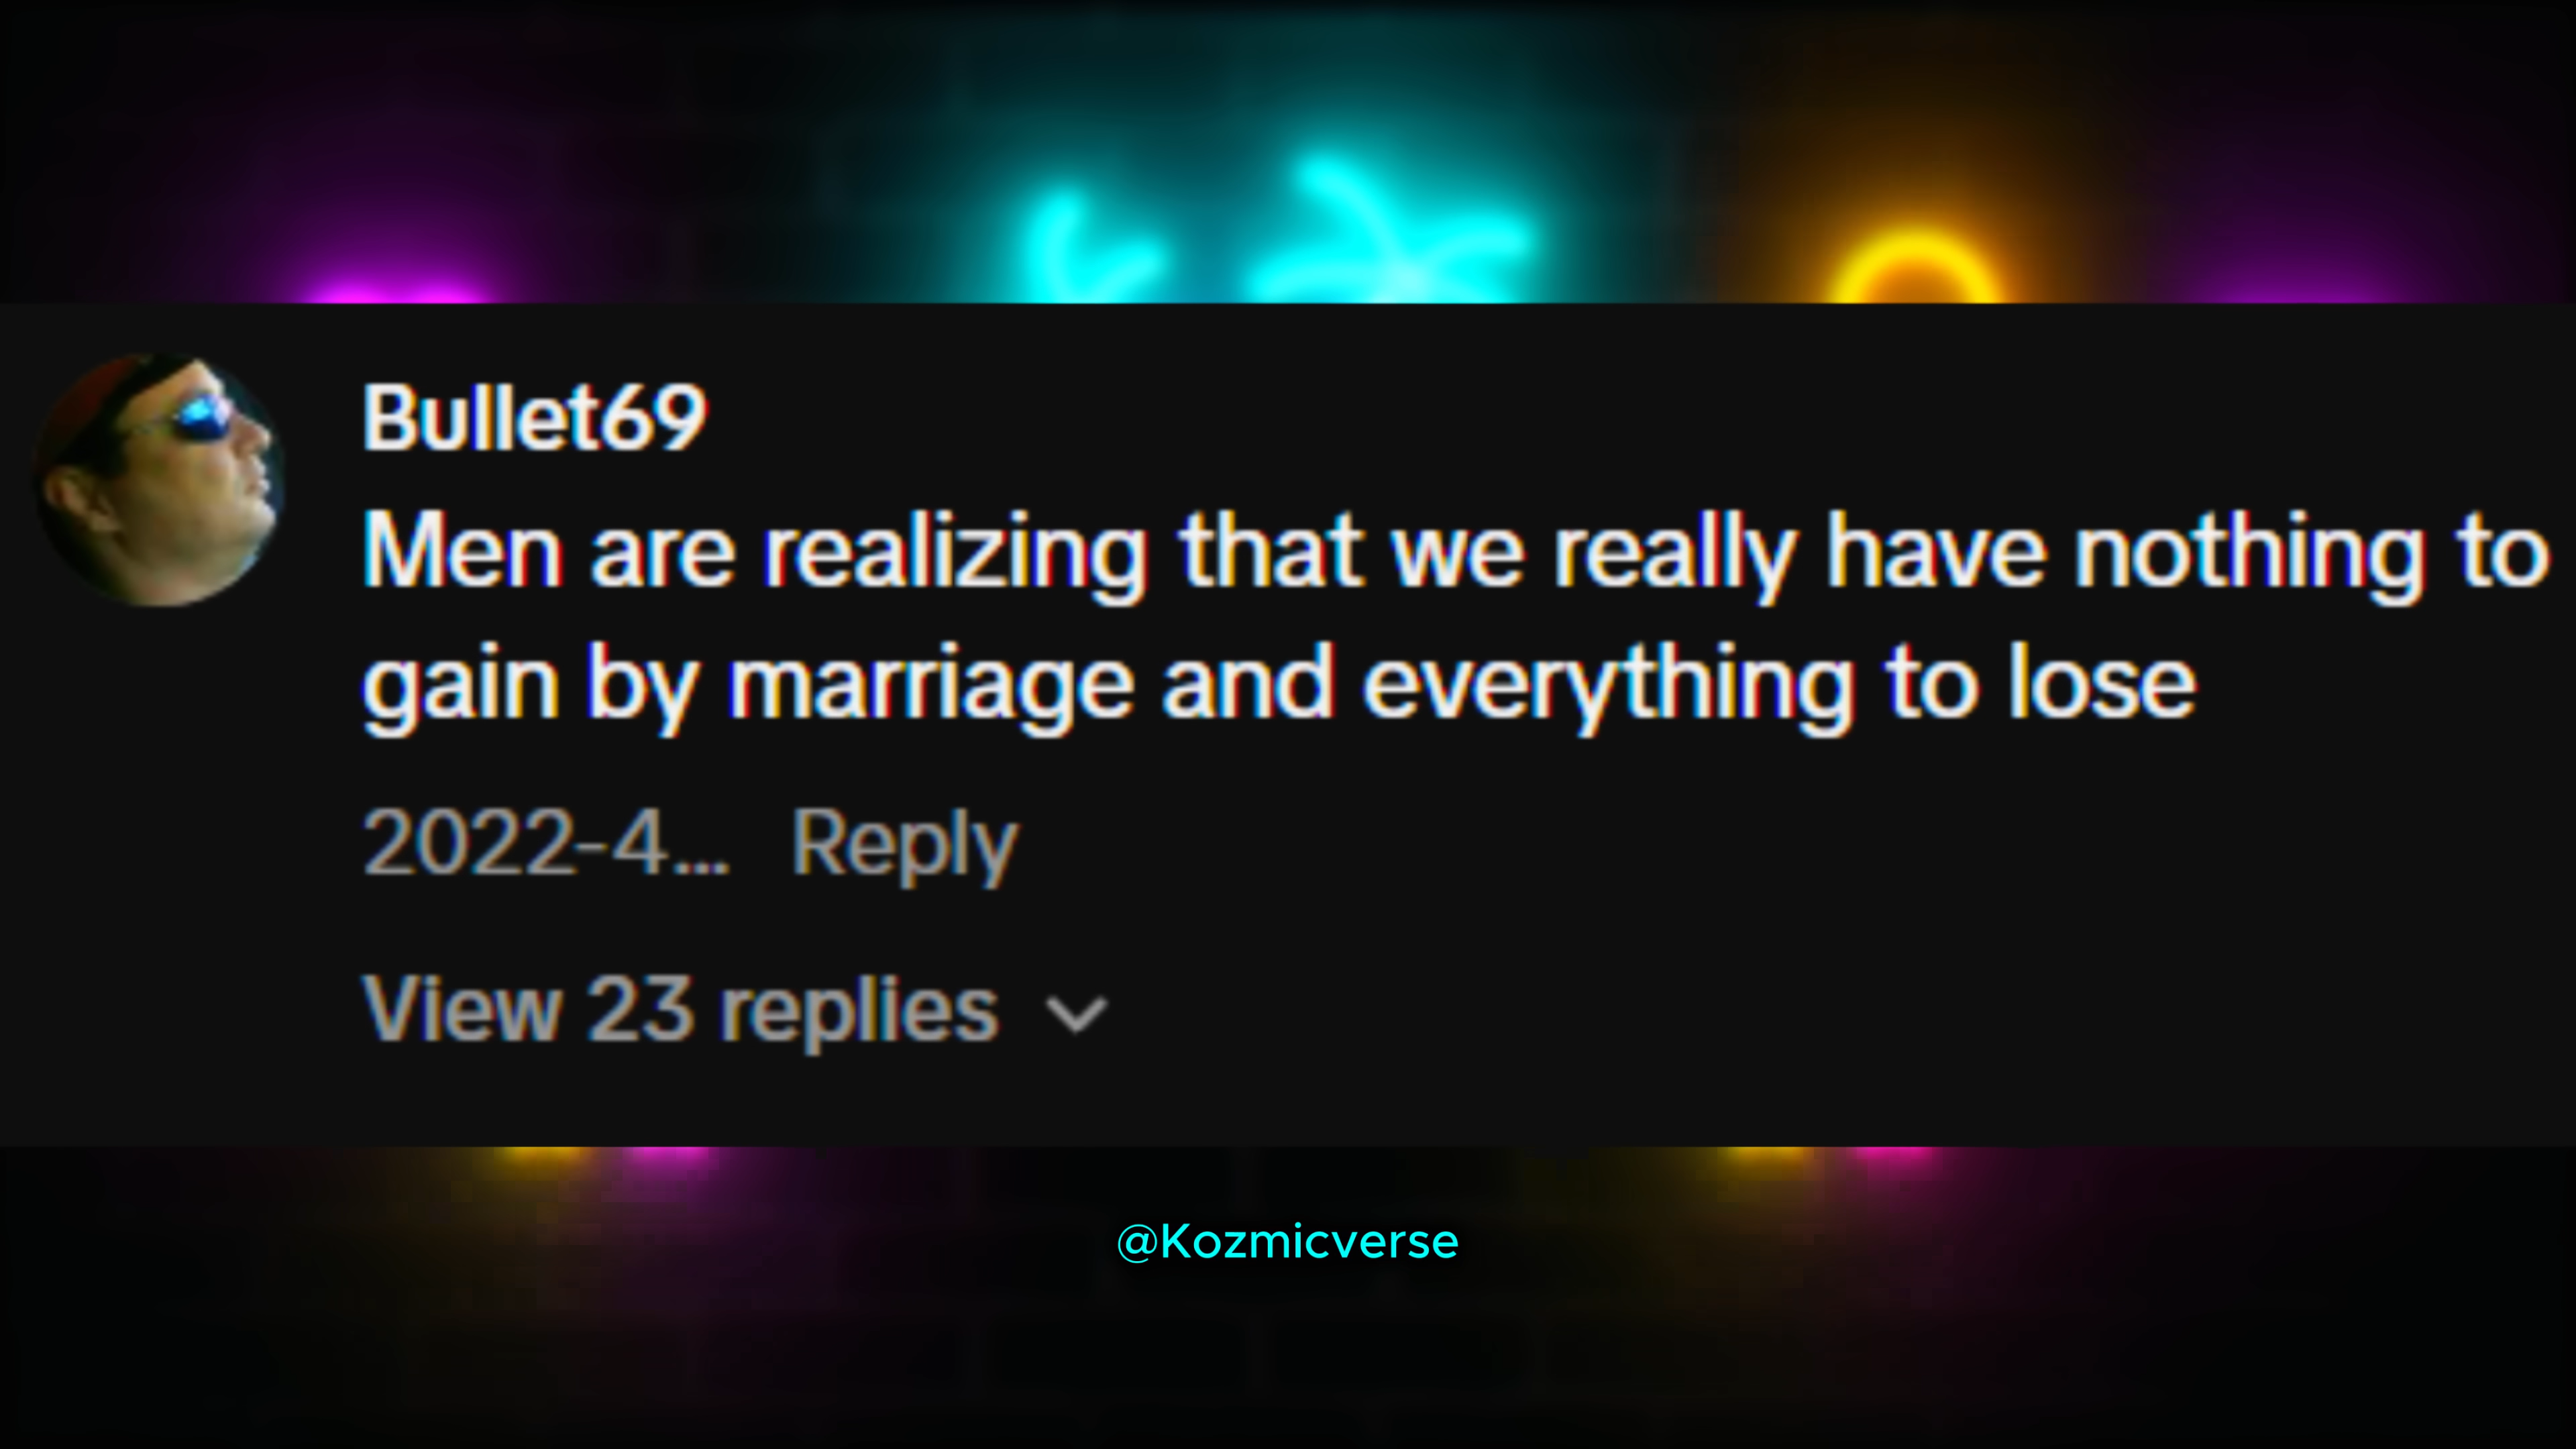 Bullet69
Men are realizing that we really have nothing to
gain by marriage and everything to lose
2022-4... Reply
View 23 replies
@Kozmicverse